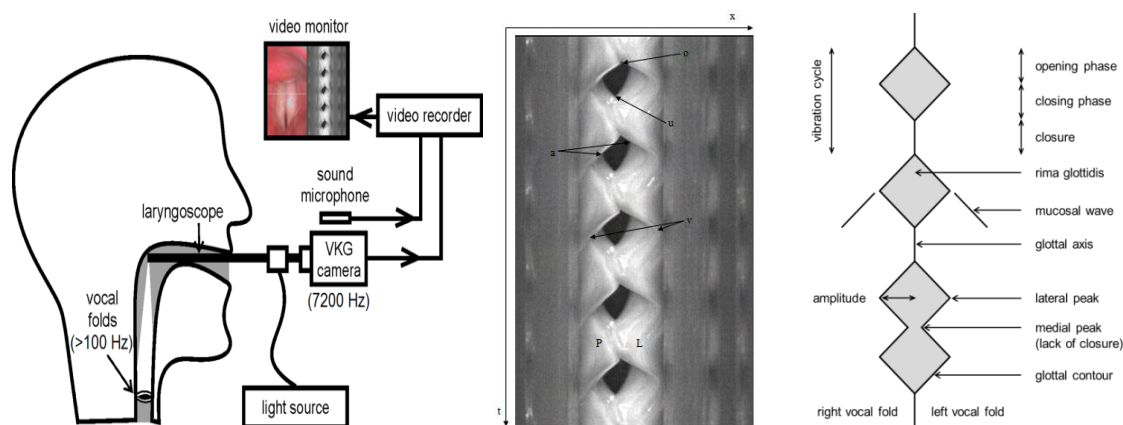 video monitor
video recorder
sound
microphone
laryngoscope
VKG
camera
(7200 Hz)
vocal
folds
(>100 Hz)
light source
x
o
u
a
v
P
L
t
vibration cycle
opening phase
closing phase
closure
rima glottidis
mucosal wave
glottal axis
amplitude
lateral peak
medial peak
(lack of closure)
glottal contour
right vocal fold
left vocal fold